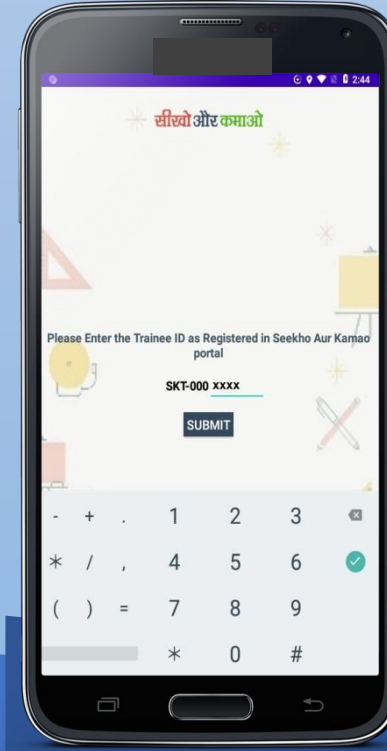 2:44
सीखो और कमाओ
Please Enter the Trainee ID as Registered in Seekho Aur Kamao
portal
SKT-000 xxxx
SUBMIT
- + . 1 2 3
* / , 4 5 6
( ) = 7 8 9
* 0 #